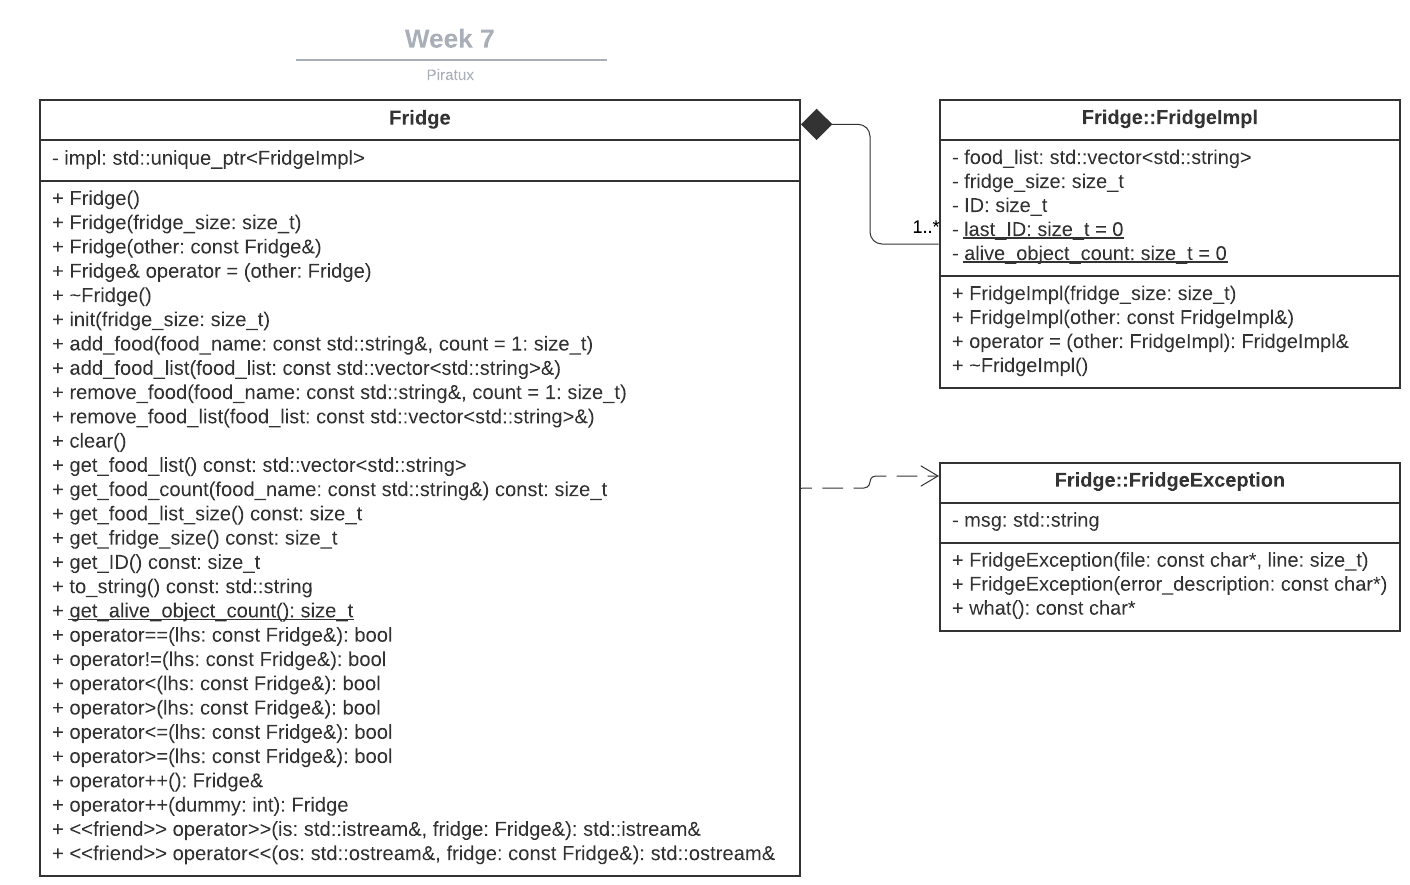 Week 7
Piratux
Fridge
- impl: std::unique_ptr<FridgeImpl>
+ Fridge()
+ Fridge(fridge_size: size_t)
+ Fridge(other: const Fridge&)
+ Fridge& operator = (other: Fridge)
+ ~Fridge()
+ init(fridge_size: size_t)
+ add_food(food_name: const std::string&, count = 1: size_t)
+ add_food_list(food_list: const std::vector<std::string>&)
+ remove_food(food_name: const std::string&, count = 1: size_t)
+ remove_food_list(food_list: const std::vector<std::string>&)
+ clear()
+ get_food_list() const: std::vector<std::string>
+ get_food_count(food_name: const std::string&) const: size_t
+ get_food_list_size() const: size_t
+ get_fridge_size() const: size_t
+ get_ID() const: size_t
+ to_string() const: std::string
+ get_alive_object_count(): size_t
+ operator==(lhs: const Fridge&): bool
+ operator!=(lhs: const Fridge&): bool
+ operator<(lhs: const Fridge&): bool
+ operator>(lhs: const Fridge&): bool
+ operator<=(lhs: const Fridge&): bool
+ operator>=(lhs: const Fridge&): bool
+ operator++(): Fridge&
+ operator++(dummy: int): Fridge
+ <<friend>> operator>>(is: std::istream&, fridge: Fridge&): std::istream&
+ <<friend>> operator<<(os: std::ostream&, fridge: const Fridge&): std::ostream&
1..*
Fridge::FridgeImpl
- food_list: std::vector<std::string>
- fridge_size: size_t
- ID: size_t
- last_ID: size_t = 0
- alive_object_count: size_t = 0
+ FridgeImpl(fridge_size: size_t)
+ FridgeImpl(other: const FridgeImpl&)
+ operator = (other: FridgeImpl): FridgeImpl&
+ ~FridgeImpl()
Fridge::FridgeException
- msg: std::string
+ FridgeException(file: const char*, line: size_t)
+ FridgeException(error_description: const char*)
+ what(): const char*